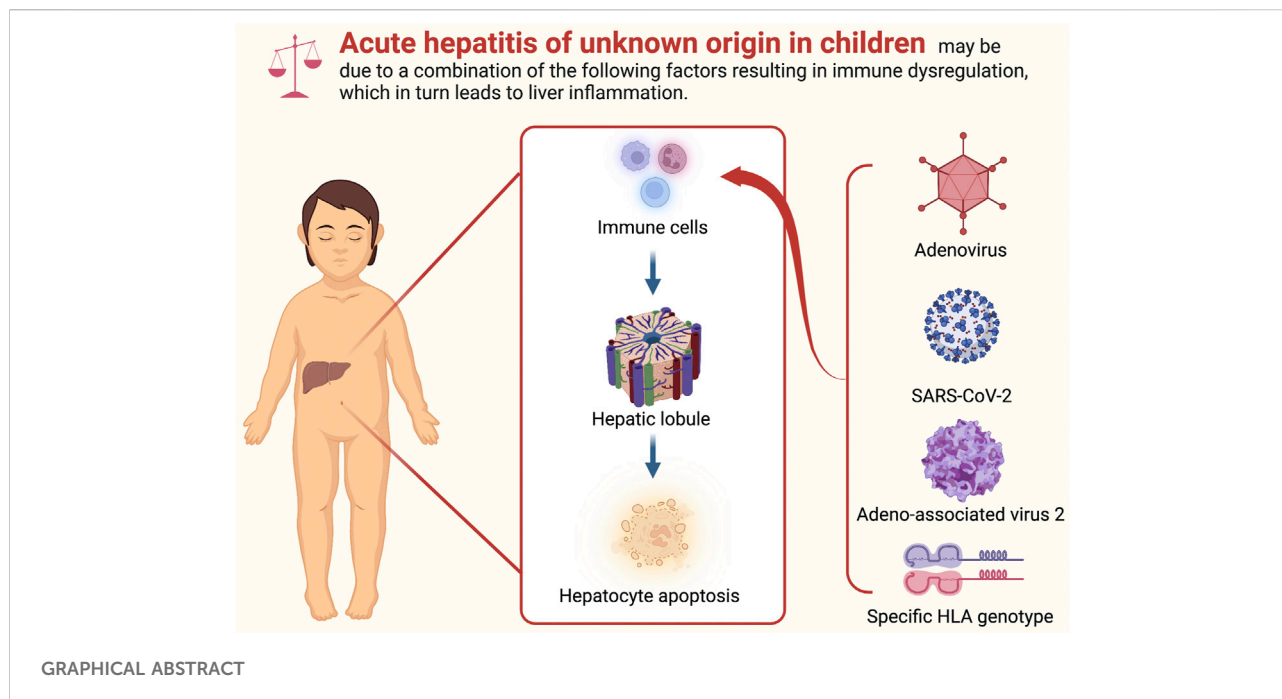 Acute hepatitis of unknown origin in children may be
due to a combination of the following factors resulting in immune dysregulation,
which in turn leads to liver inflammation.
Immune cells
Hepatic lobule
Hepatocyte apoptosis
Adenovirus
SARS-CoV-2
Adeno-associated virus 2
Specific HLA genotype
GRAPHICAL ABSTRACT